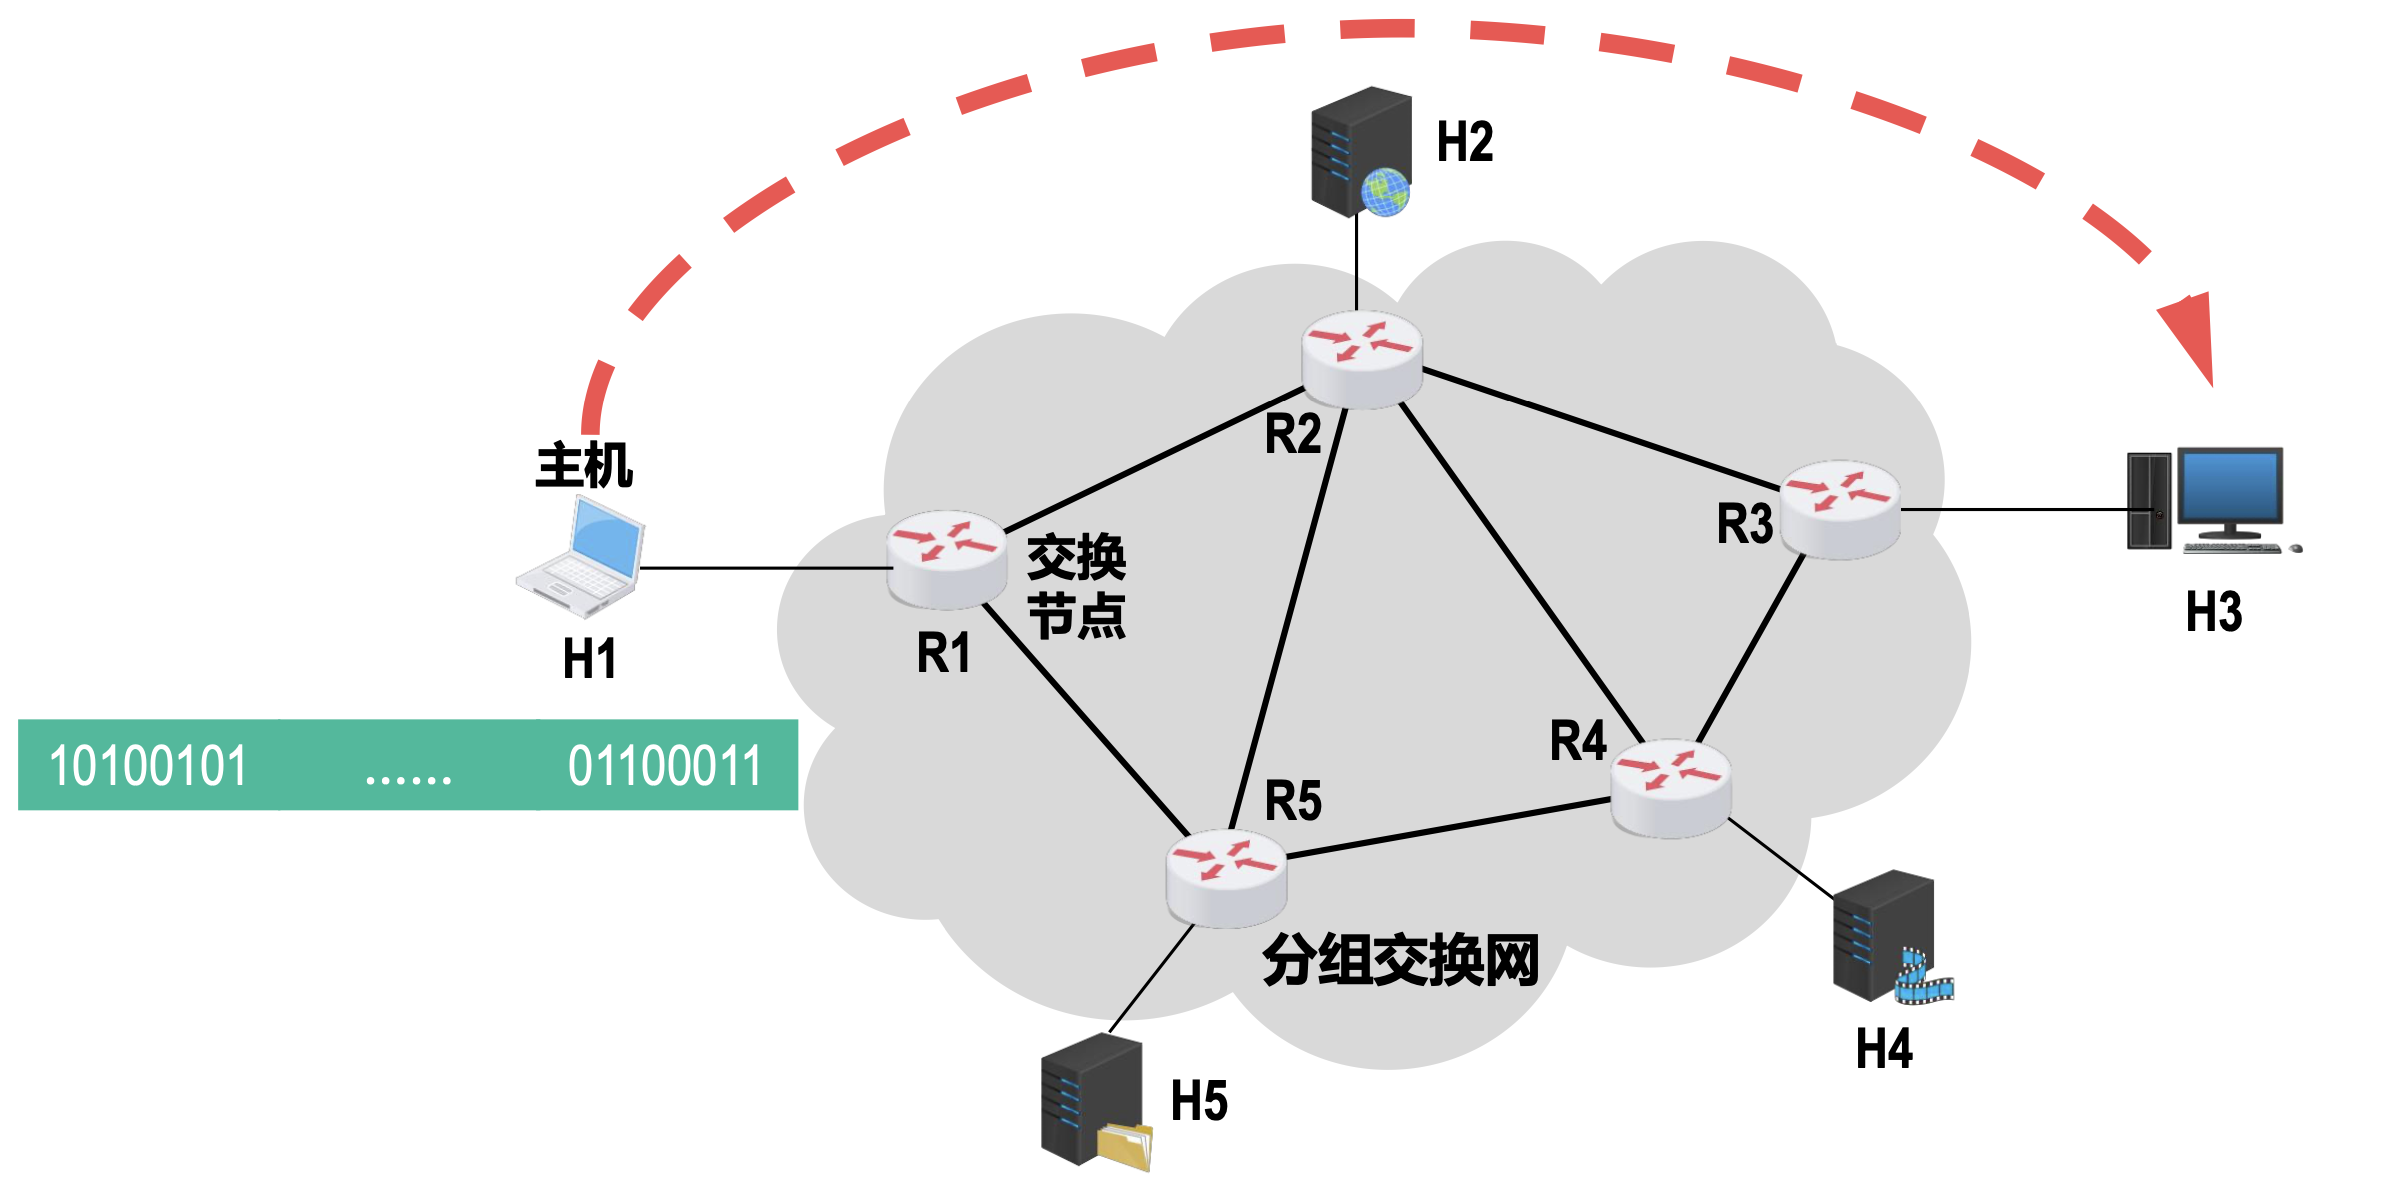 H2
R2
主机
R3
交换
节点
H3
H1
R1
R4
10100101 ...... 01100011
R5
分组交换网
H4
H5